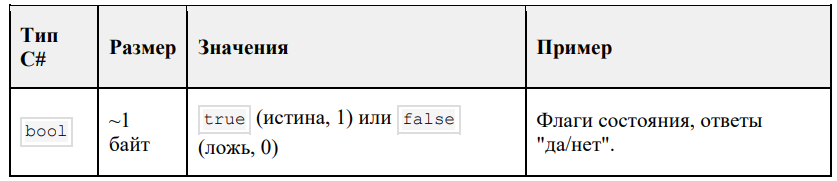 Тип
C#
Размер
Значения
Пример
bool
~1
байт
true (истина, 1) или false
(ложь, 0)
Флаги состояния, ответы
"да/нет".